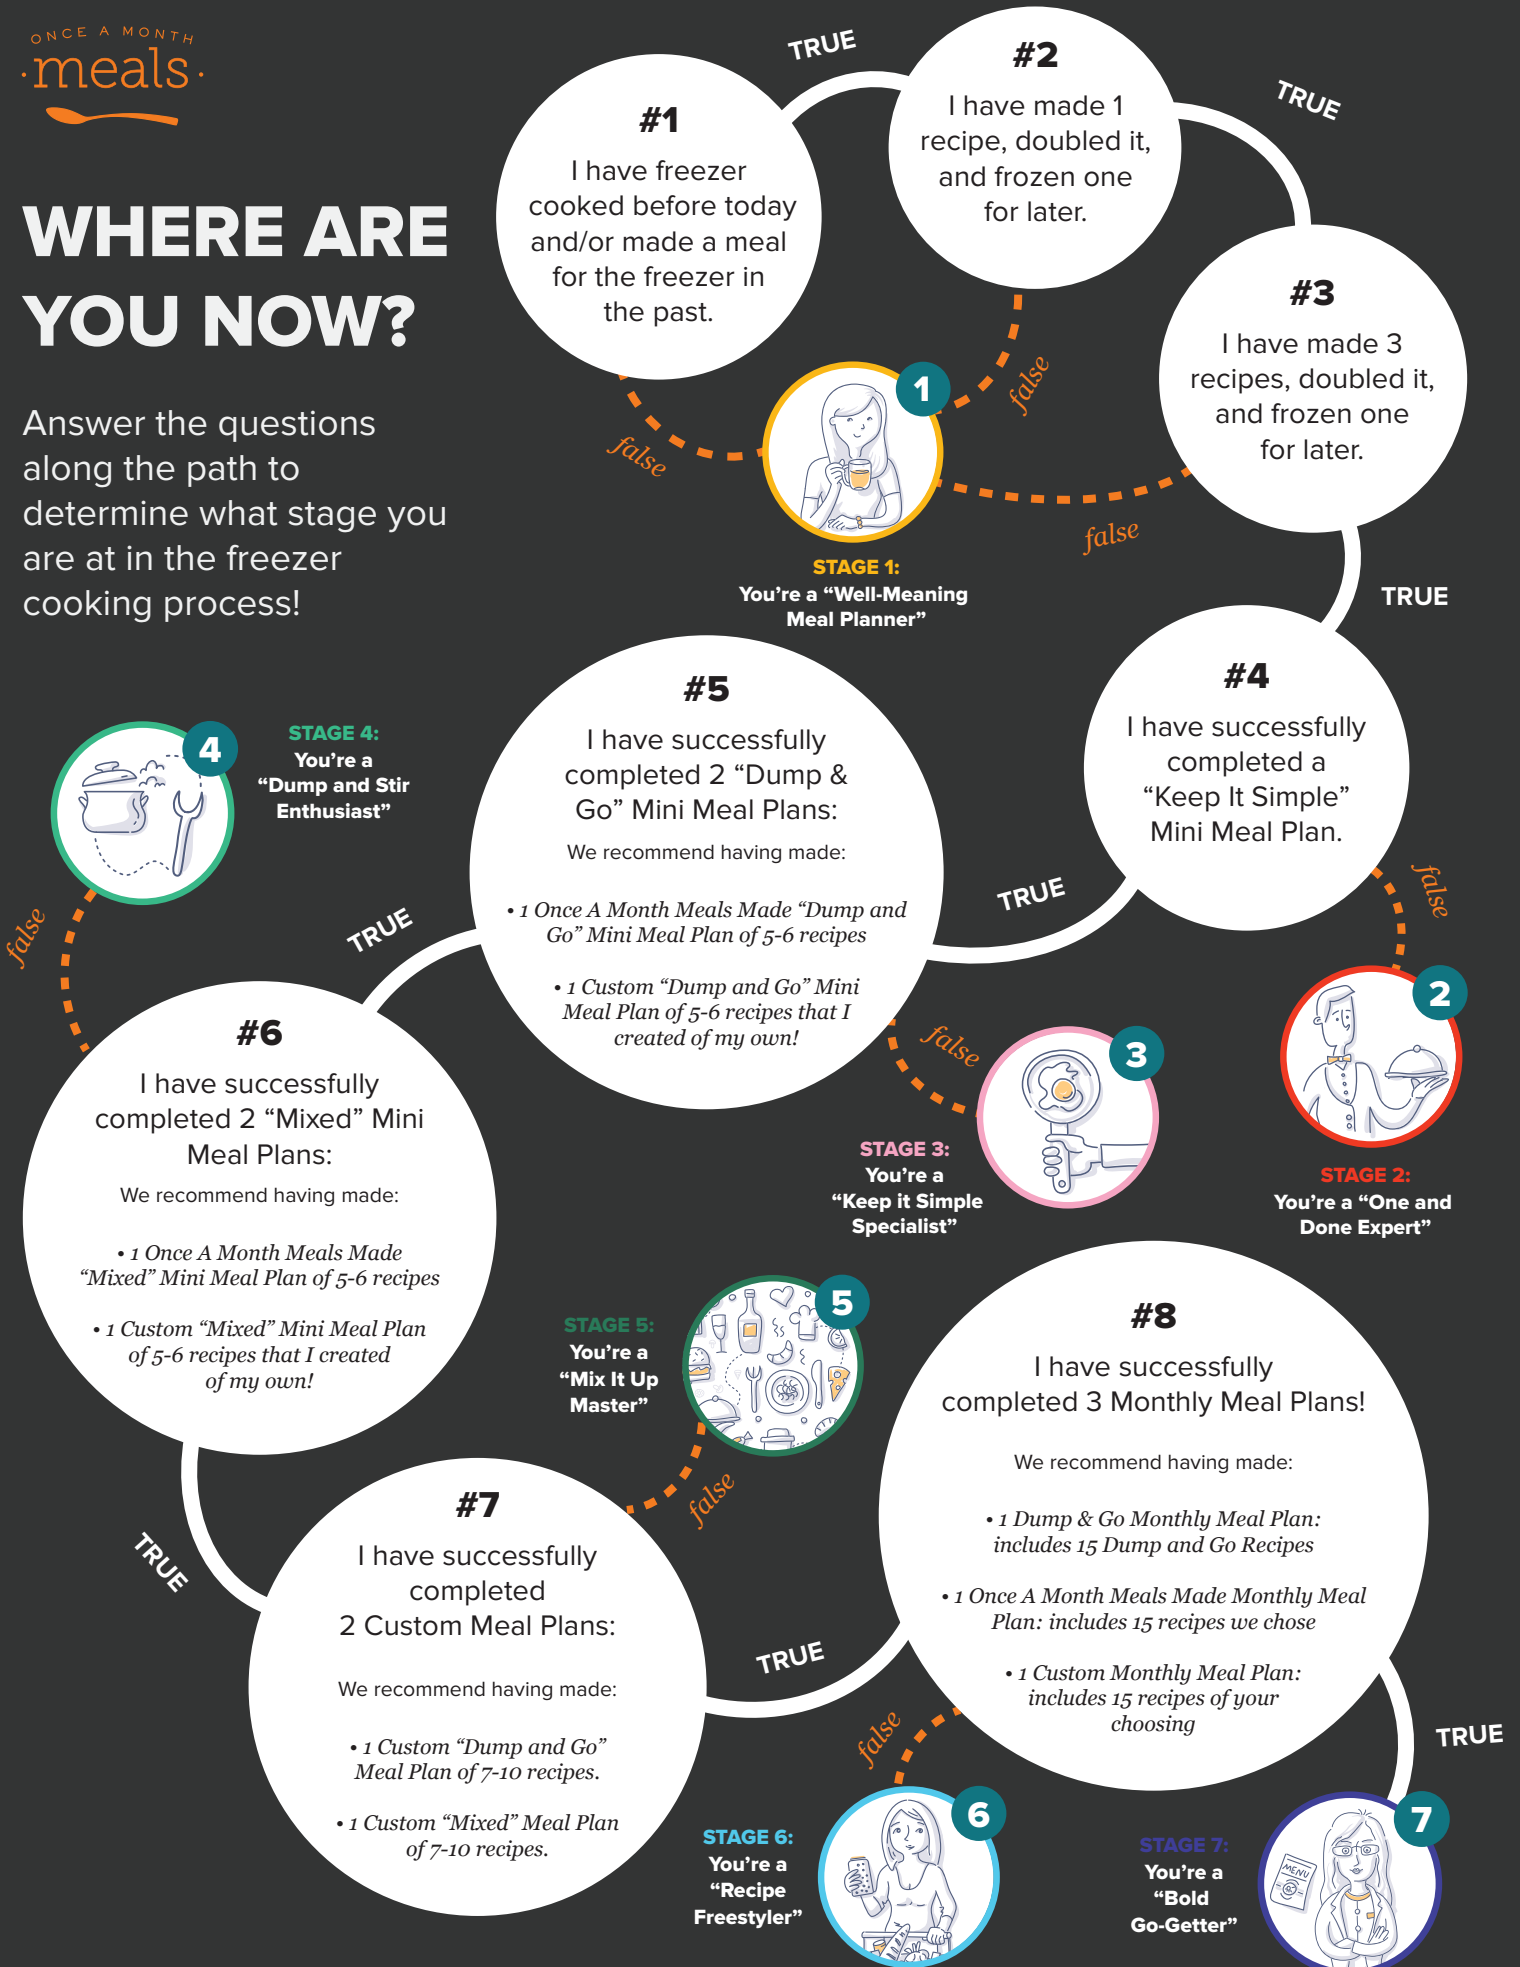 ONCE A MONTH
·meals·
WHERE ARE
YOU NOW?
Answer the questions
along the path to
determine what stage you
are at in the freezer
cooking process!
#1
I have freezer
cooked before today
and/or made a meal
for the freezer in
the past.
TRUE
false
#2
I have made 1
recipe, doubled it,
and frozen one
for later.
TRUE
false
#3
I have made 3
recipes, doubled it,
and frozen one
for later.
TRUE
false
1
STAGE 1:
You're a “Well-Meaning
Meal Planner”
#4
I have successfully
completed a
“Keep It Simple”
Mini Meal Plan.
TRUE
false
2
STAGE 2:
You're a “One and
Done Expert”
#5
I have successfully
completed 2 “Dump &
Go” Mini Meal Plans:
We recommend having made:
• 1 Once A Month Meals Made “Dump and
Go” Mini Meal Plan of 5-6 recipes
• 1 Custom “Dump and Go” Mini
Meal Plan of 5-6 recipes that I
created of my own!
TRUE
false
3
STAGE 3:
You're a
“Keep it Simple
Specialist”
4
STAGE 4:
You're a
“Dump and Stir
Enthusiast”
false
#6
I have successfully
completed 2 “Mixed” Mini
Meal Plans:
We recommend having made:
• 1 Once A Month Meals Made
“Mixed” Mini Meal Plan of 5-6 recipes
• 1 Custom “Mixed” Mini Meal Plan
of 5-6 recipes that I created
of my own!
TRUE
5
STAGE 5:
You're a
“Mix It Up
Master”
false
#7
I have successfully
completed
2 Custom Meal Plans:
We recommend having made:
• 1 Custom “Dump and Go”
Meal Plan of 7-10 recipes.
• 1 Custom “Mixed” Meal Plan
of 7-10 recipes.
TRUE
#8
I have successfully
completed 3 Monthly Meal Plans!
We recommend having made:
• 1 Dump & Go Monthly Meal Plan:
includes 15 Dump and Go Recipes
• 1 Once A Month Meals Made Monthly Meal
Plan: includes 15 recipes we chose
• 1 Custom Monthly Meal Plan:
includes 15 recipes of your
choosing
TRUE
false
6
STAGE 6:
You're a
“Recipe
Freestyler”
7
STAGE 7:
You're a
“Bold
Go-Getter”
MENU